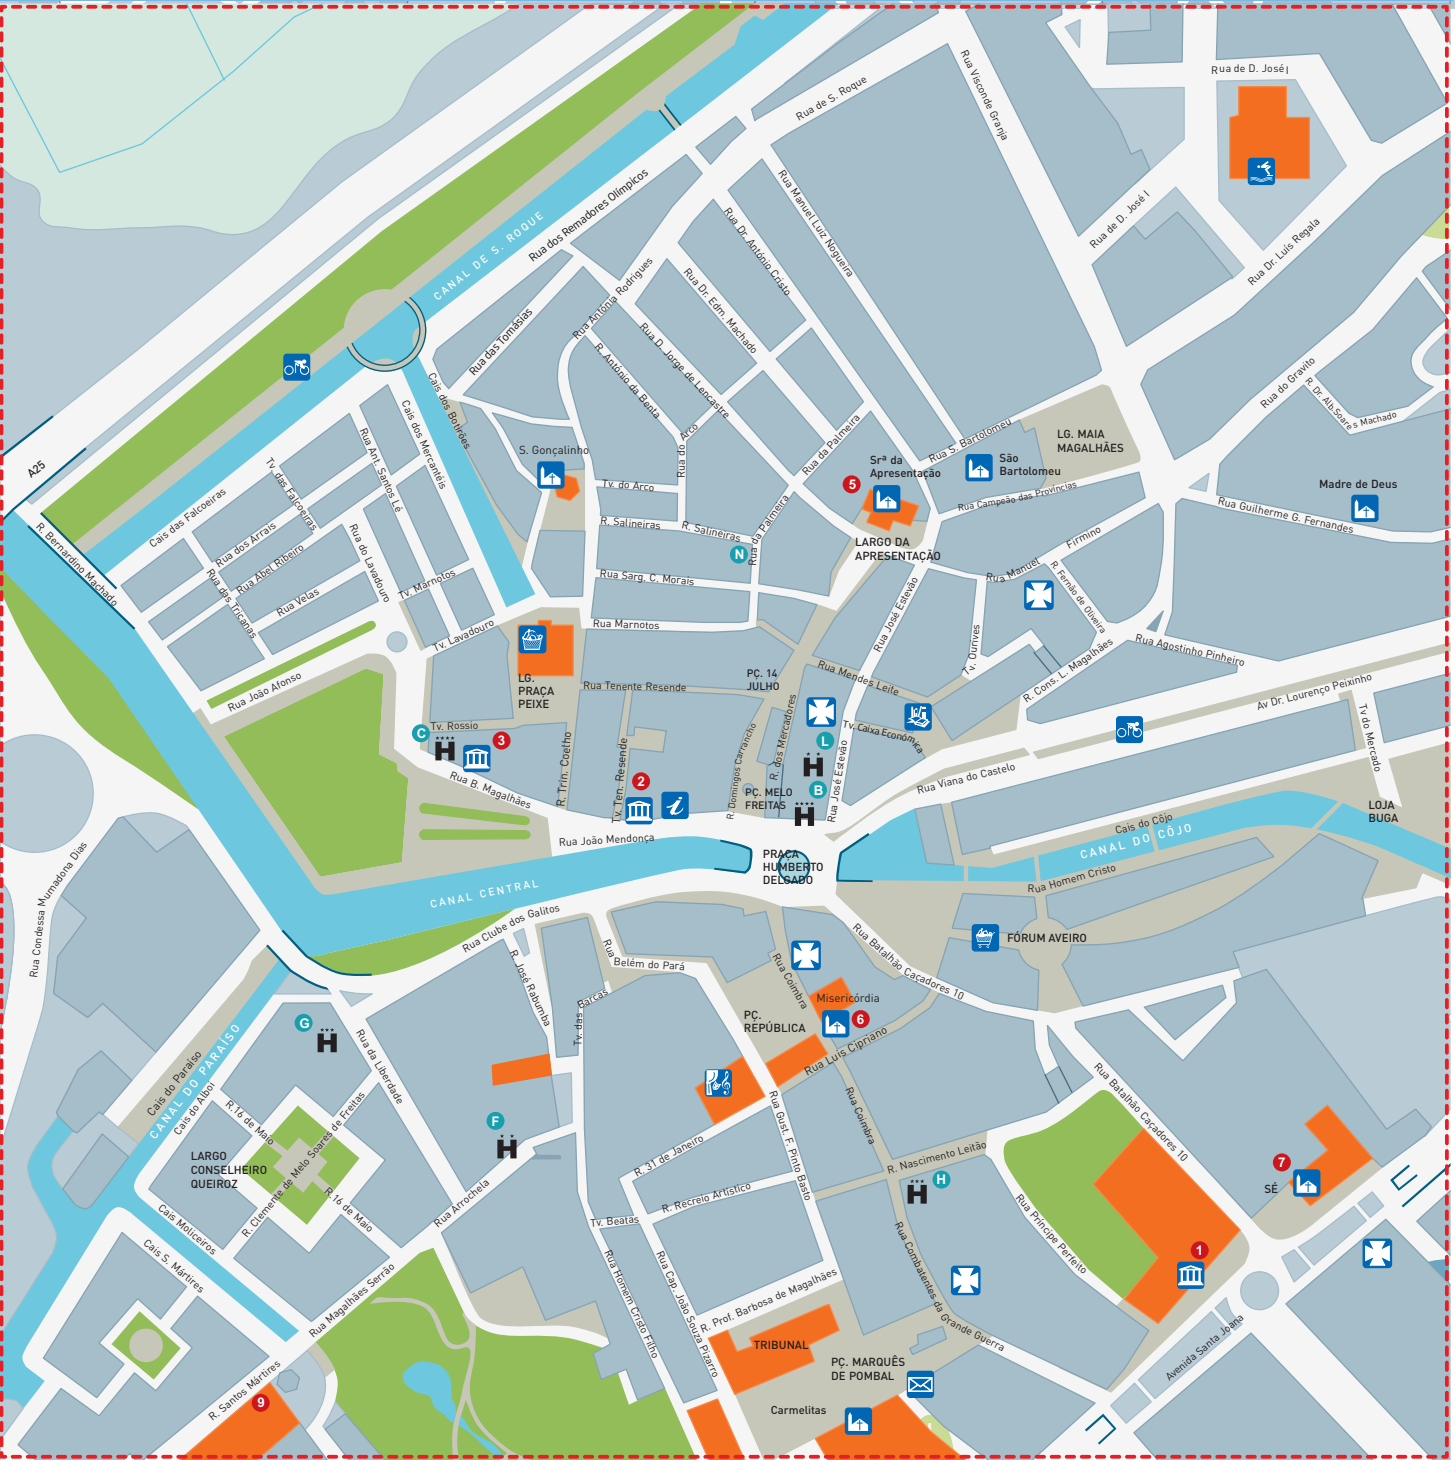 Rua de D. José I
Rua Visconde Granja
Rua de S. Roque
Rua de D. José I
Rua Dr. Luís Regala
Rua Manuel Luiz Nogueira
Rua dos Remadores Olímpicos
CANAL DE S. ROQUE
Rua Dr. António Cristo
Rua António Rodrigues
Rua Dr. Edm. Machado
Rua das Tomásias
Rua D. Jorge de Lencastre
R. António da Benta
Rua do Gravito
R. Dr. Alb. Soares Machado
Cais dos Botirões
Cais dos Mercantéis
Rua Ant. Santos Lé
S. Gonçalinho
Rua do Arco
Rua da Palmeira
Rua S. Bartolomeu
LG. MAIA
MAGALHÃES
São
Bartolomeu
Srª da
Apresentação
5
A25
Tv. das Falcoeiras
Cais das Falcoeiras
Tv. do Arco
Rua Campeão das Províncias
Madre de Deus
Rua Guilherme G. Fernandes
R. Salineiras
R. Salineiras
Rua da Palmeira
N
LARGO DA
APRESENTAÇÃO
R. Bernardino Machado
Rua dos Arrais
Rua Abel Ribeiro
Rua das Tricanas
Rua Velas
Rua do Lavadouro
Tv. Marnotos
Rua Sarg. C. Morais
Rua Manuel Firmino
R. Fernão de Oliveira
Rua José Estevão
Rua Marnotos
Tv. Lavadouro
Tv. Ourives
R. Cons. L. Magalhães
Rua Agostinho Pinheiro
LG.
PRAÇA
PEIXE
Rua João Afonso
Rua Tenente Resende
PÇ. 14
JULHO
Rua Mendes Leite
Av Dr. Lourenço Peixinho
Tv do Mercado
Tv. Rossio
C
3
R. Trin. Coelho
Tv. Ten. Resende
R. Domingos Carrancho
R. dos Mercadores
Tv. Caixa Económica
L
Rua José Estevão
B
Rua Viana do Castelo
2
PÇ. MELO
FREITAS
Rua B. Magalhães
LOJA
BUGA
Rua João Mendonça
Cais do Côjo
CANAL DO CÔJO
PRAÇA
HUMBERTO
DELGADO
Rua Homem Cristo
CANAL CENTRAL
Rua Condessa Mumadona Dias
Rua Clube dos Galitos
Rua Batalhão Caçadores 10
FÓRUM AVEIRO
R. José Rabumba
Rua Belém do Pará
Tv. das Barcas
Rua Coimbra
Misericórdia
6
PÇ.
REPÚBLICA
Rua Luis Cipriano
G
CANAL DO PARAÍSO
Cais do Paraíso
Cais do Alboi
Rua da Liberdade
R.16 de Maio
LARGO
CONSELHEIRO
QUEIROZ
R. Clemente de Melo Soares de Freitas
R.16 de Maio
F
Rua Arrochela
Rua Gust. F. Pinto Basto
Rua Coimbra
R. 31 de Janeiro
R. Nascimento Leitão
H
Rua Batalhão Caçadores 10
7
SÉ
R. Recreio Artístico
Tv. Beatas
Cais Moliceiros
Cais S. Mártires
Rua Príncipe Perfeito
1
Rua Combatentes da Grande Guerra
Rua Homem Cristo Filho
Rua Cap. João Souza Pizarro
R. Prof. Barbosa de Magalhães
Rua Magalhães Serrão
TRIBUNAL
PÇ. MARQUÊS
DE POMBAL
Avenida Santa Joana
R. Santos Mártires
9
Carmelitas